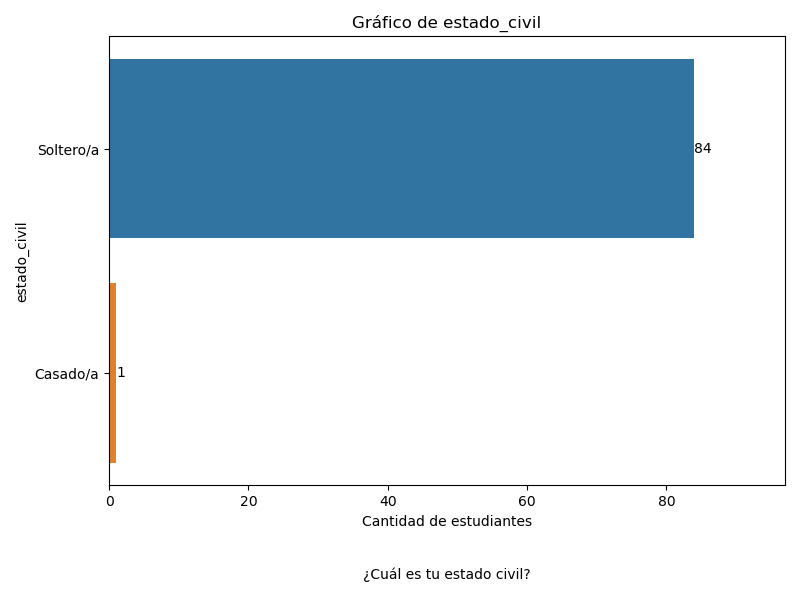 Gráfico de estado_civil
estado_civil
Soltero/a
84
Casado/a
1
0 20 40 60 80
Cantidad de estudiantes
¿Cuál es tu estado civil?